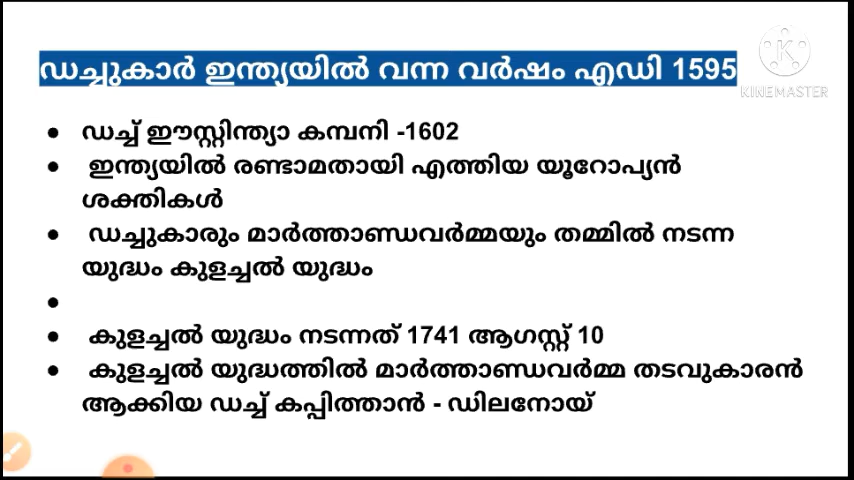 ഡച്ചുകാർ ഇന്ത്യയിൽ വന്ന വർഷം എഡി 1595
KINEMASTER
● ഡച്ച് ഈസ്റ്റിന്ത്യാ കമ്പനി -1602
● ഇന്ത്യയിൽ രണ്ടാമതായി എത്തിയ യൂറോപ്യൻ
ശക്തികൾ
● ഡച്ചുകാരും മാർത്താണ്ഡവർമ്മയും തമ്മിൽ നടന്ന
യുദ്ധം കുളച്ചൽ യുദ്ധം
●
● കുളച്ചൽ യുദ്ധം നടന്നത് 1741 ആഗസ്റ്റ് 10
● കുളച്ചൽ യുദ്ധത്തിൽ മാർത്താണ്ഡവർമ്മ തടവുകാരൻ
ആക്കിയ ഡച്ച് കപ്പിത്താൻ - ഡിലനോയ്